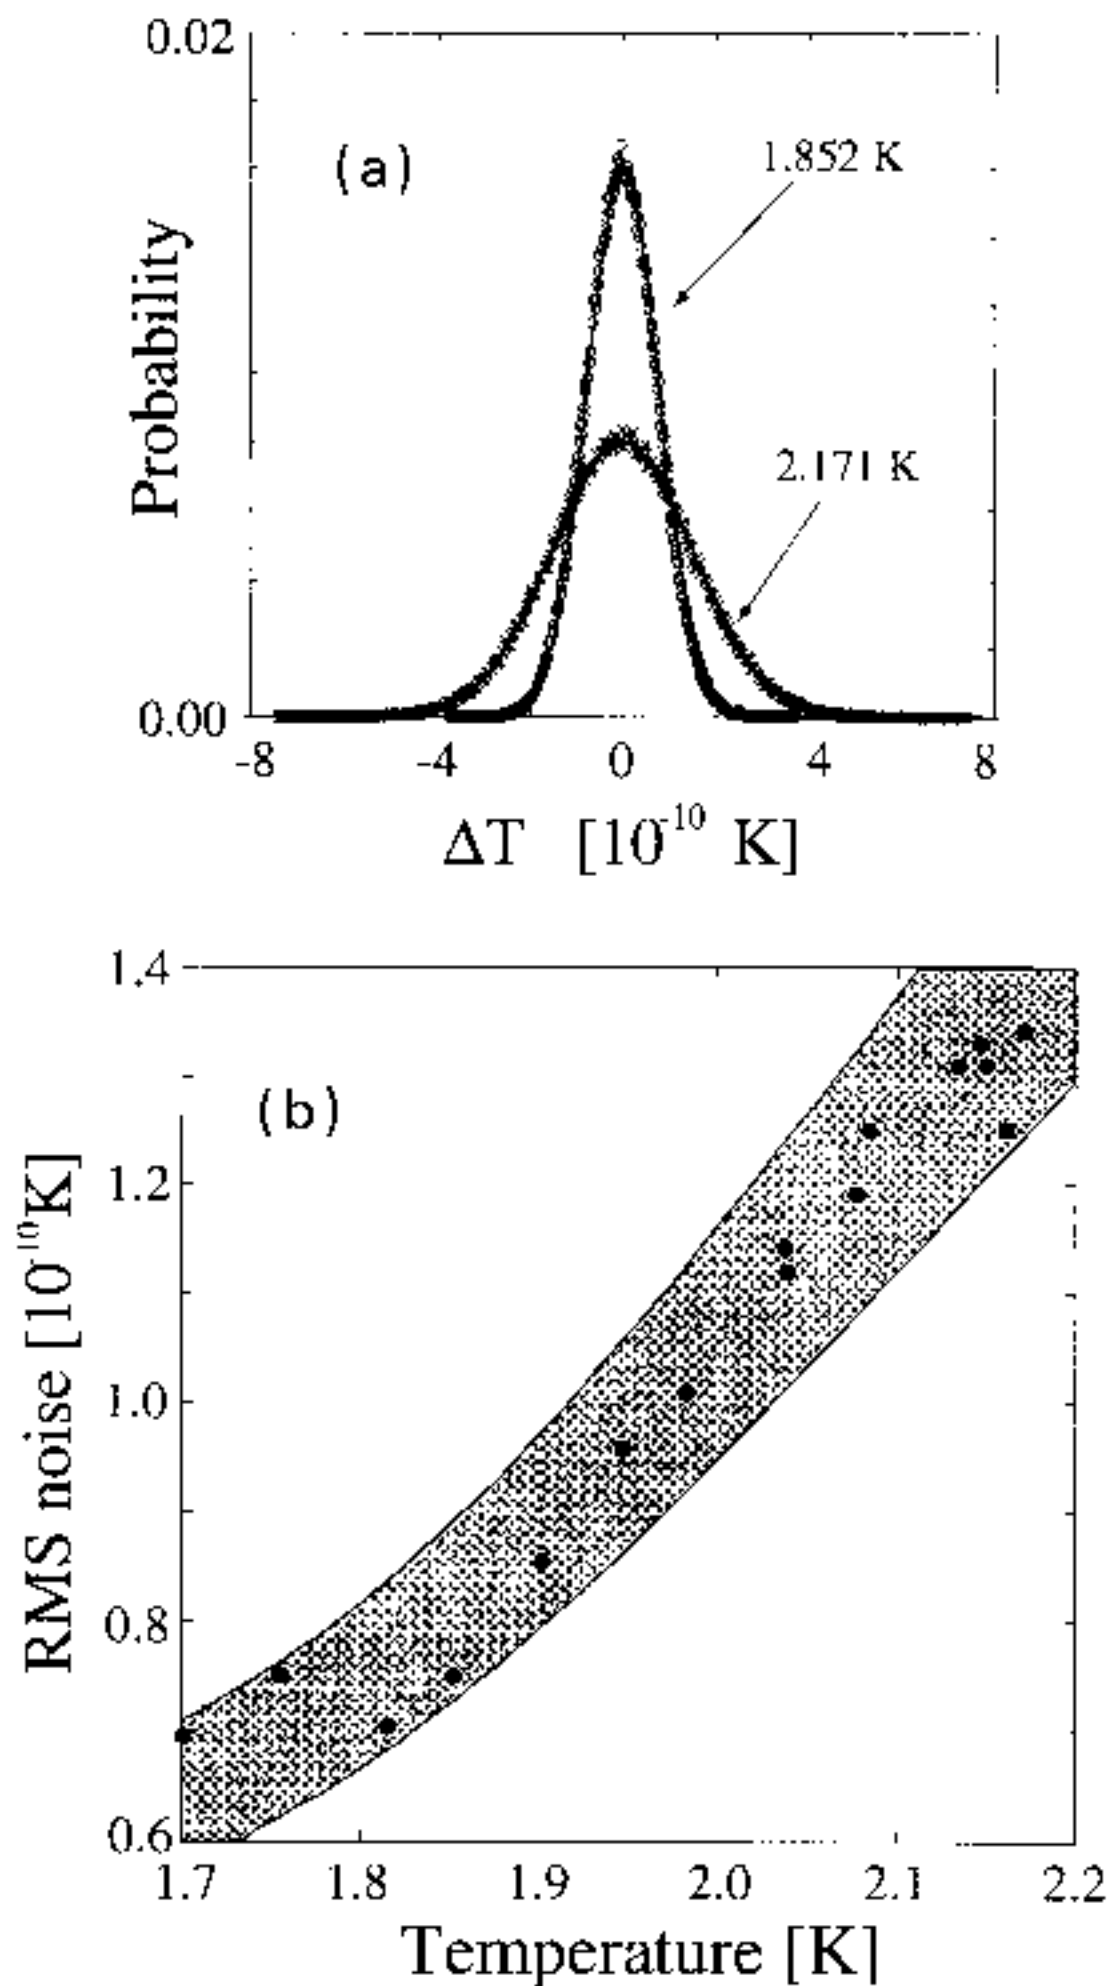 0.02
(a)
1.852 K
Probability
2.171 K
0.00
-8 -4 0 4 8
ΔT [10⁻¹⁰ K]
1.4
(b)
1.2
RMS noise [10⁻¹⁰K]
1.0
0.8
0.6
1.7 1.8 1.9 2.0 2.1 2.2
Temperature [K]